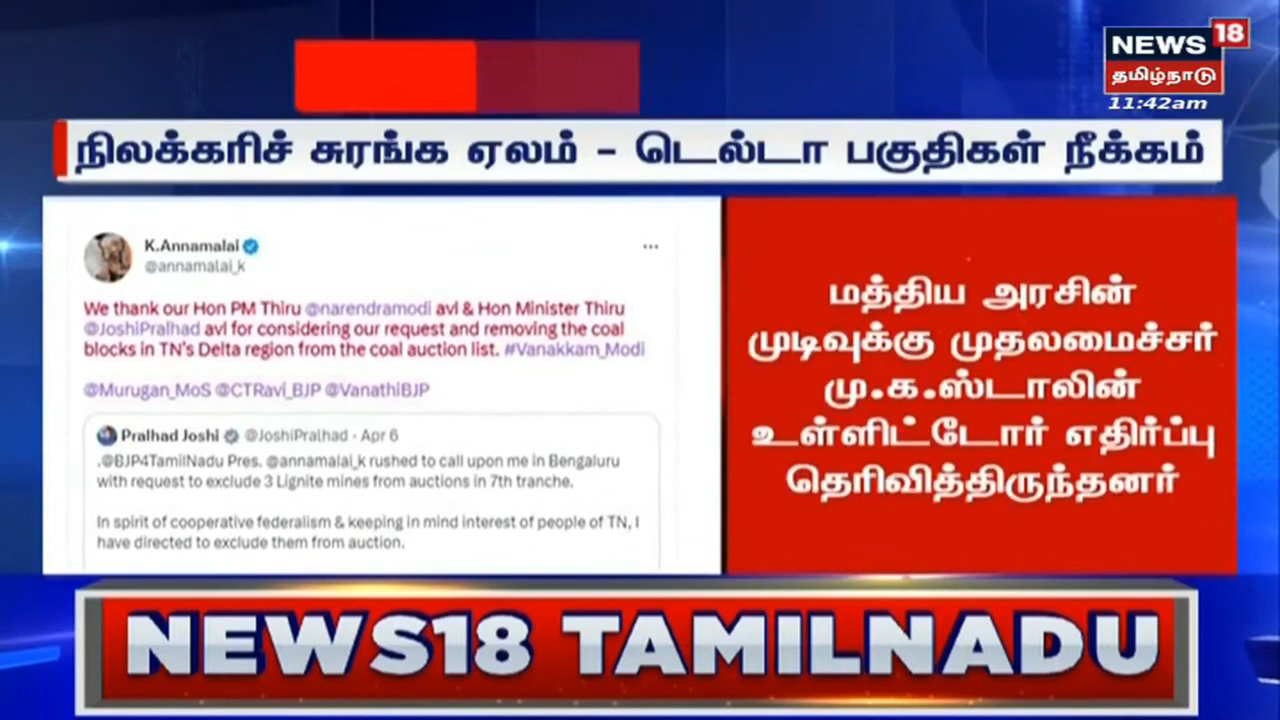 NEWS 18
தமிழ்நாடு
11:42am
நிலக்கரிச் சுரங்க ஏலம் - டெல்டா பகுதிகள் நீக்கம்
K.Annamalai
@annamalai_k
We thank our Hon PM Thiru @narendramodi avl & Hon Minister Thiru
@JoshiPralhad avl for considering our request and removing the coal
blocks in TN's Delta region from the coal auction list. #Vanakkam_Modi
@Murugan_MoS @CTRavi_BJP @VanathiBJP
Pralhad Joshi @JoshiPralhad · Apr 6
.@BJP4TamilNadu Pres. @annamalai_k rushed to call upon me in Bengaluru
with request to exclude 3 Lignite mines from auctions in 7th tranche.
In spirit of cooperative federalism & keeping in mind interest of people of TN, I
have directed to exclude them from auction.
மத்திய அரசின்
முடிவுக்கு முதலமைச்சர்
மு.க.ஸ்டாலின்
உள்ளிட்டோர் எதிர்ப்பு
தெரிவித்திருந்தனர்
NEWS18 TAMILNADU